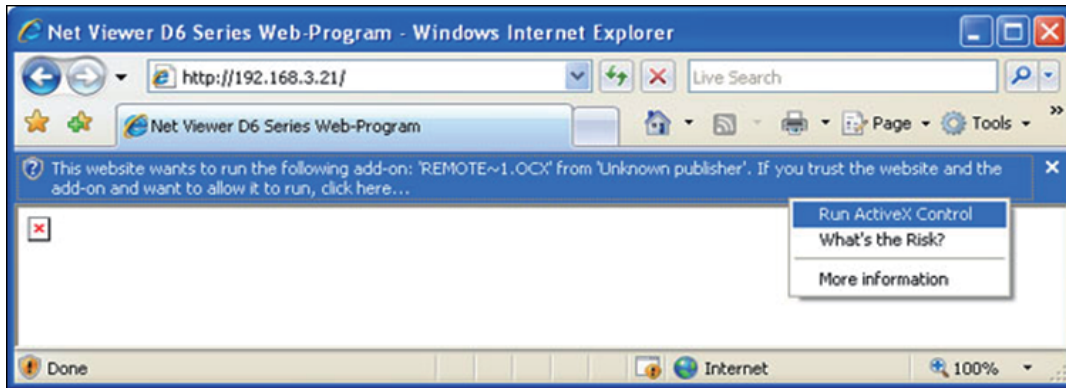 Net Viewer D6 Series Web-Program - Windows Internet Explorer
http://192.168.3.21/
Live Search
Net Viewer D6 Series Web-Program
Page
Tools
This website wants to run the following add-on: 'REMOTE~1.OCX' from 'Unknown publisher'. If you trust the website and the
add-on and want to allow it to run, click here...
Run ActiveX Control
What's the Risk?
More information
Done
Internet
100%